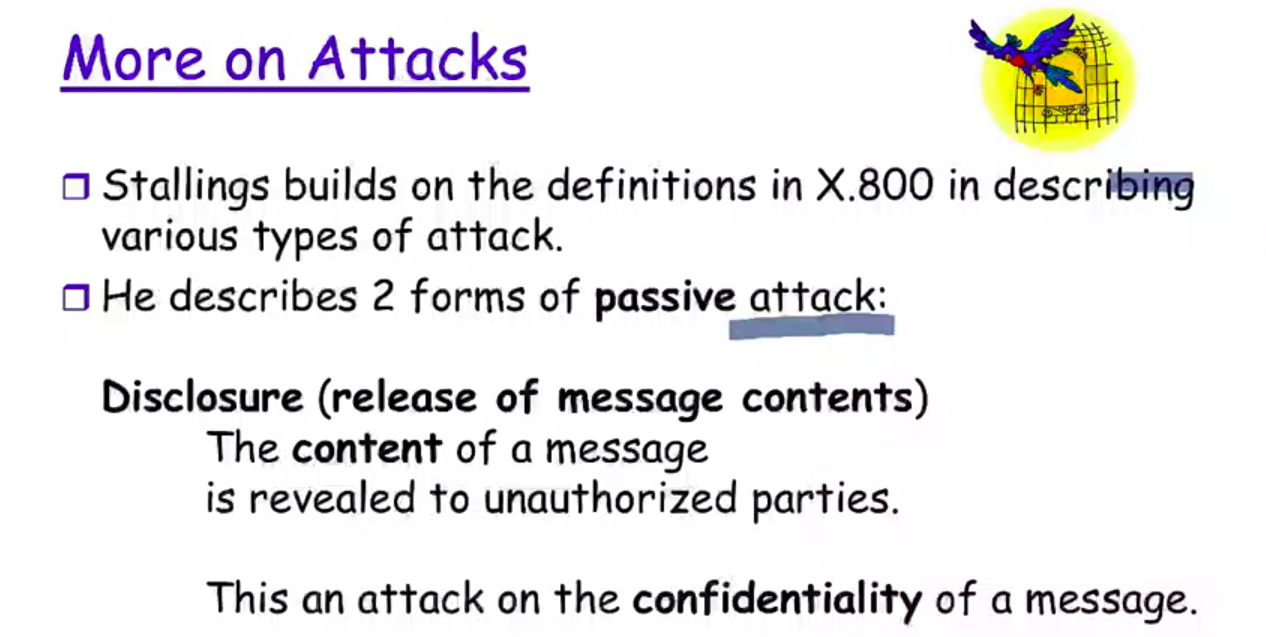 More on Attacks
Stallings builds on the definitions in X.800 in describing
various types of attack.
He describes 2 forms of passive attack:
Disclosure (release of message contents)
The content of a message
is revealed to unauthorized parties.
This an attack on the confidentiality of a message.